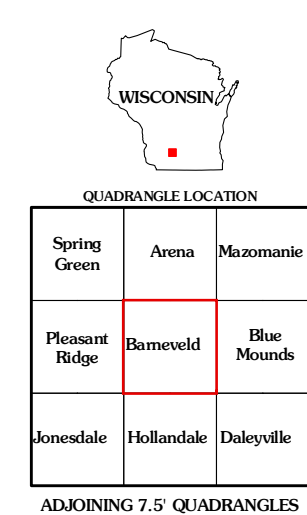 WISCONSIN
QUADRANGLE LOCATION
Spring
Green
Arena
Mazomanie
Pleasant
Ridge
Barneveld
Blue
Mounds
Jonesdale
Hollandale
Daleyville
ADJOINING 7.5' QUADRANGLES